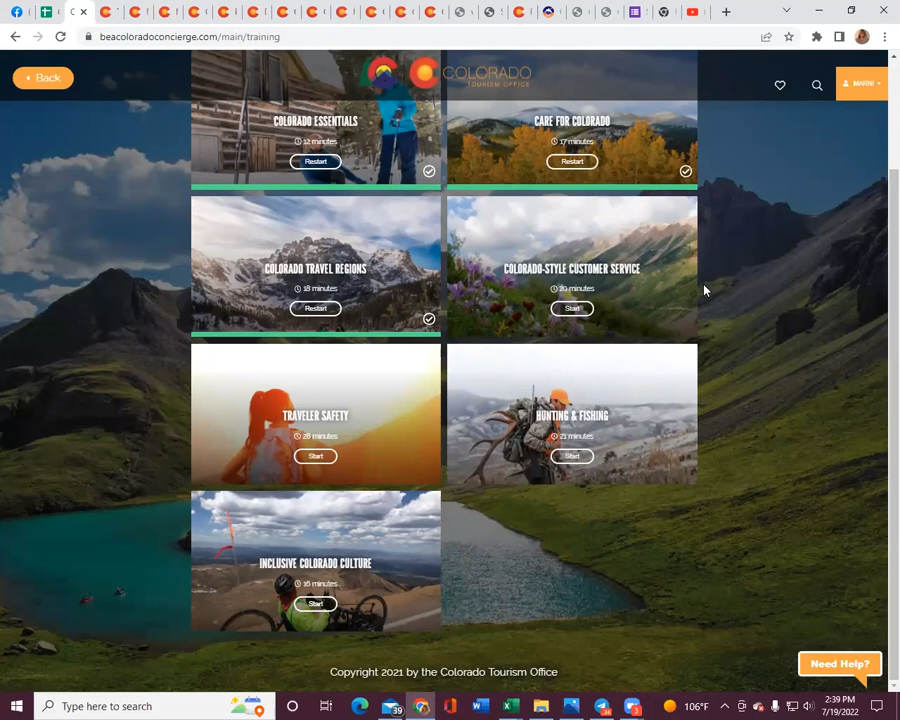 beacoloradoconcierge.com/main/training
Back
COLORADO
TOURISM OFFICE
MARNI
COLORADO ESSENTIALS
12 minutes
Restart
CARE FOR COLORADO
17 minutes
Restart
COLORADO TRAVEL REGIONS
18 minutes
Restart
COLORADO-STYLE CUSTOMER SERVICE
20 minutes
Start
TRAVELER SAFETY
28 minutes
Start
HUNTING & FISHING
21 minutes
Start
INCLUSIVE COLORADO CULTURE
16 minutes
Start
Copyright 2021 by the Colorado Tourism Office
Need Help?
Type here to search
39
3
106°F
2:39 PM
7/19/2022